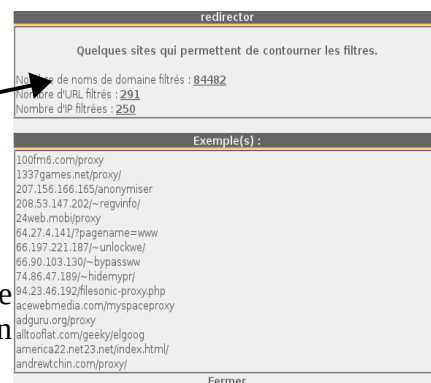 redirector
Quelques sites qui permettent de contourner les filtres.
Nombre de noms de domaine filtrés : 84482
Nombre d'URL filtrés : 291
Nombre d'IP filtrées : 250
Exemple(s) :
100fm6.com/proxy
1337games.net/proxy/
207.156.166.165/anonymiser
208.53.147.202/~regvinfo/
24web.mobi/proxy
64.27.4.141/?pagename=www
66.197.221.187/~unlockwe/
66.90.103.130/~bypassww
74.86.47.189/~hidemypr/
e 94.23.46.192/filesonic-proxy.php
acewebmedia.com/myspaceproxy
adguru.org/proxy
n alltooflat.com/geeky/elgoog
america22.net23.net/index.html/
andrewtchin.com/proxy/
Fermer